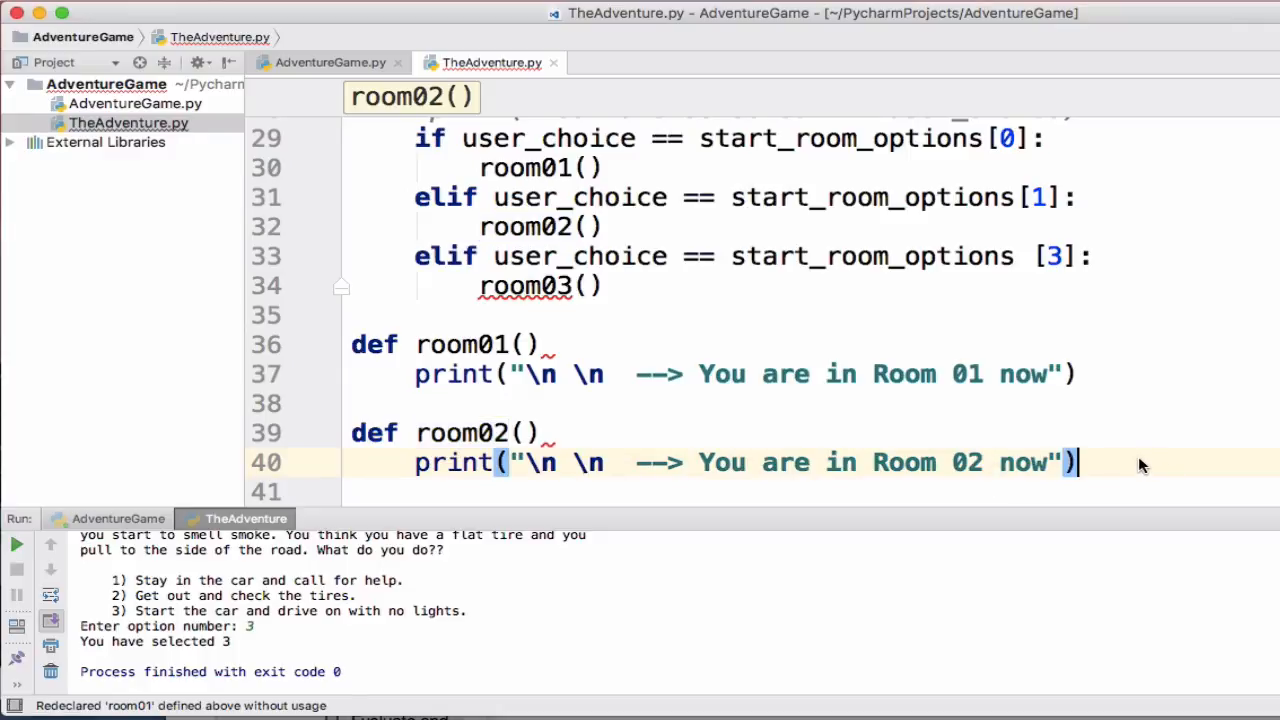 TheAdventure.py - AdventureGame - [~/PycharmProjects/AdventureGame]
AdventureGame
TheAdventure.py
Project
AdventureGame.py
TheAdventure.py
AdventureGame ~/Pycharm
AdventureGame.py
TheAdventure.py
External Libraries
room02()
29 if user_choice == start_room_options[0]:
30 room01()
31 elif user_choice == start_room_options[1]:
32 room02()
33 elif user_choice == start_room_options [3]:
34 room03()
35
36 def room01()
37 print("\n \n --> You are in Room 01 now")
38
39 def room02()
40 print("\n \n --> You are in Room 02 now")
41
Run: AdventureGame TheAdventure
you start to smell smoke. You think you have a flat tire and you
pull to the side of the road. What do you do??
1) Stay in the car and call for help.
2) Get out and check the tires.
3) Start the car and drive on with no lights.
Enter option number: 3
You have selected 3
Process finished with exit code 0
Redeclared 'room01' defined above without usage